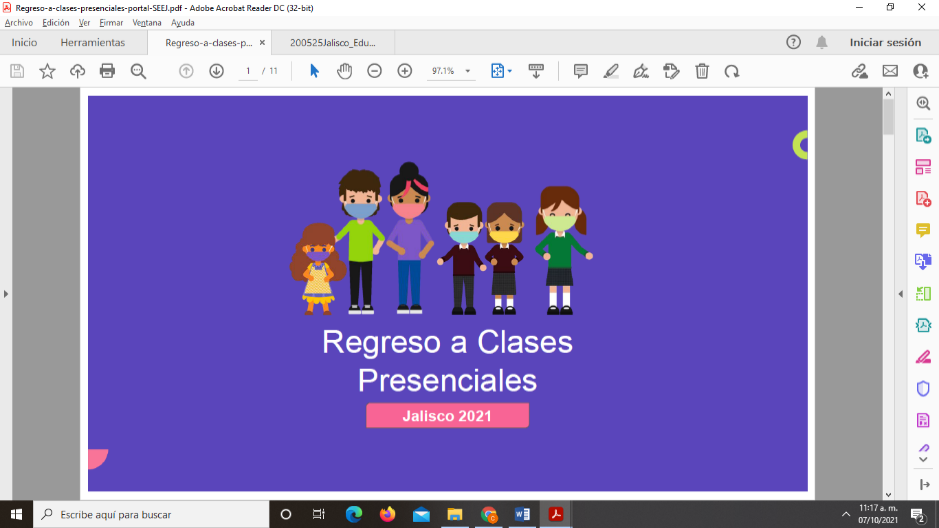 Regreso-a-clases-presenciales-portal-SEEJ.pdf - Adobe Acrobat Reader DC (32-bit)
Archivo Edición Ver Firmar Ventana Ayuda
Inicio Herramientas Regreso-a-clases-p... × 200525Jalisco_Edu... Iniciar sesión
1 / 11 97.1%
Regreso a Clases
Presenciales
Jalisco 2021
Escribe aquí para buscar
11:17 a. m.
07/10/2021
2